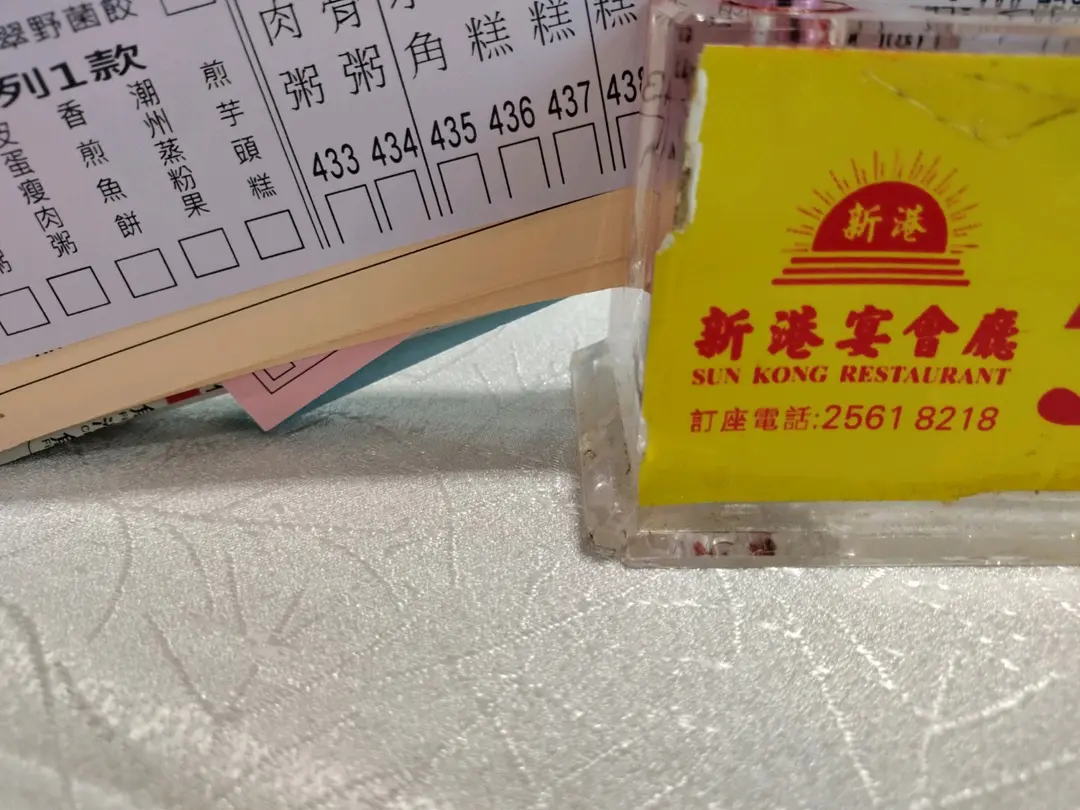 翠野菌餃
列1款
皮蛋瘦肉粥
香煎魚餅
潮州蒸粉果
煎芋頭糕
肉粥
骨粥
角
糕
糕
433 434 435 436 437 438
新港
新港宴會廳
SUN KONG RESTAURANT
訂座電話:2561 8218